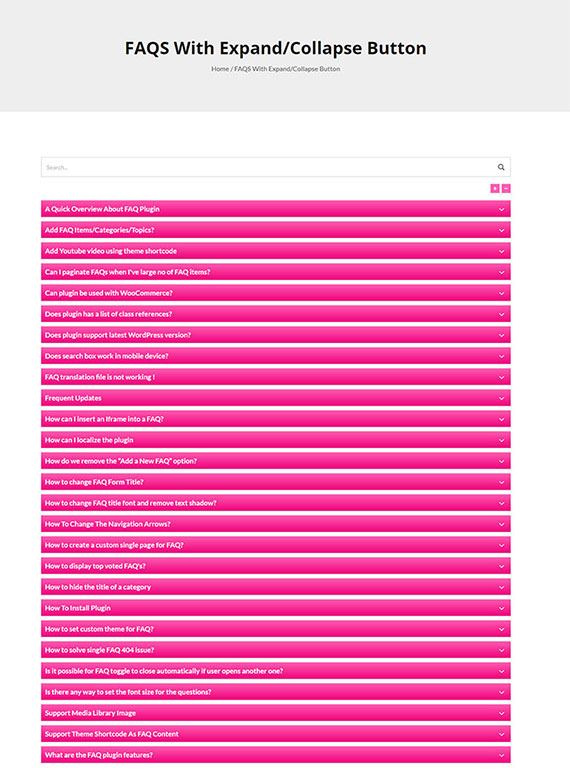 FAQS With Expand/Collapse Button
Home / FAQS With Expand/Collapse Button
Search...
A Quick Overview About FAQ Plugin
Add FAQ Items/Categories/Topics?
Add Youtube video using theme shortcode
Can I paginate FAQs when I've large no of FAQ items?
Can plugin be used with WooCommerce?
Does plugin has a list of class references?
Does plugin support latest WordPress version?
Does search box work in mobile device?
FAQ translation file is not working !
Frequent Updates
How can I insert an Iframe into a FAQ?
How can I localize the plugin
How do we remove the "Add a New FAQ" option?
How to change FAQ Form Title?
How to change FAQ title font and remove text shadow?
How To Change The Navigation Arrows?
How to create a custom single page for FAQ?
How to display top voted FAQ's?
How to hide the title of a category
How To Install Plugin
How to set custom theme for FAQ?
How to solve single FAQ 404 issue?
Is it possible for FAQ toggle to close automatically if user opens another one?
Is there any way to set the font size for the questions?
Support Media Library Image
Support Theme Shortcode As FAQ Content
What are the FAQ plugin features?